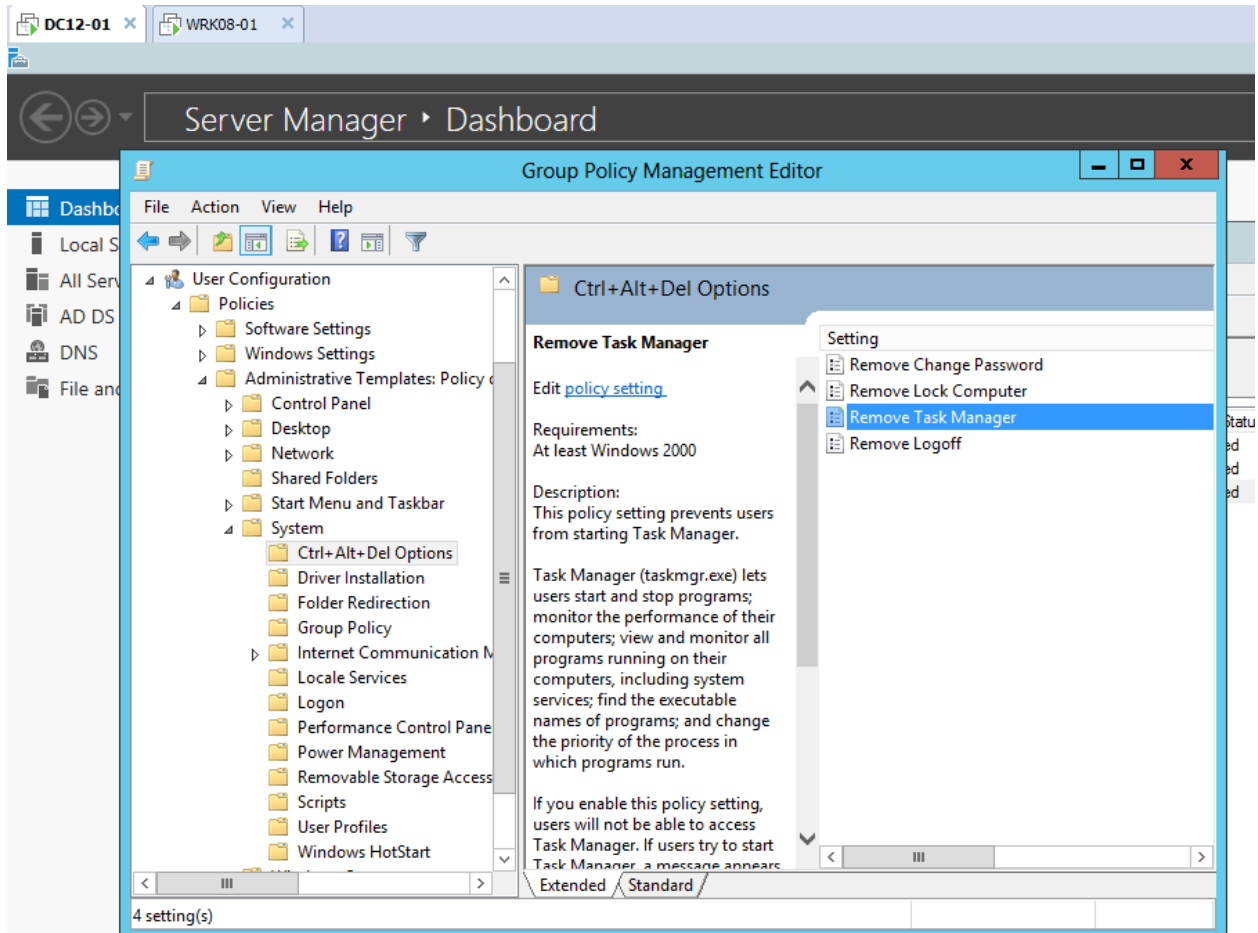 DC12-01
WRK08-01
Server Manager • Dashboard
Group Policy Management Editor
File Action View Help
Dashbo
Local S
All Serv
AD DS
DNS
File and
User Configuration
Policies
Software Settings
Windows Settings
Administrative Templates: Policy
Control Panel
Desktop
Network
Shared Folders
Start Menu and Taskbar
System
Ctrl+Alt+Del Options
Driver Installation
Folder Redirection
Group Policy
Internet Communication M
Locale Services
Logon
Performance Control Pane
Power Management
Removable Storage Access
Scripts
User Profiles
Windows HotStart
Ctrl+Alt+Del Options
Remove Task Manager
Edit policy setting
Requirements:
At least Windows 2000
Description:
This policy setting prevents users
from starting Task Manager.
Task Manager (taskmgr.exe) lets
users start and stop programs;
monitor the performance of their
computers; view and monitor all
programs running on their
computers, including system
services; find the executable
names of programs; and change
the priority of the process in
which programs run.
If you enable this policy setting,
users will not be able to access
Task Manager. If users try to start
Task Manager, a message appears
Setting
Remove Change Password
Remove Lock Computer
Remove Task Manager
Remove Logoff
Statu
ed
ed
ed
Extended Standard
4 setting(s)